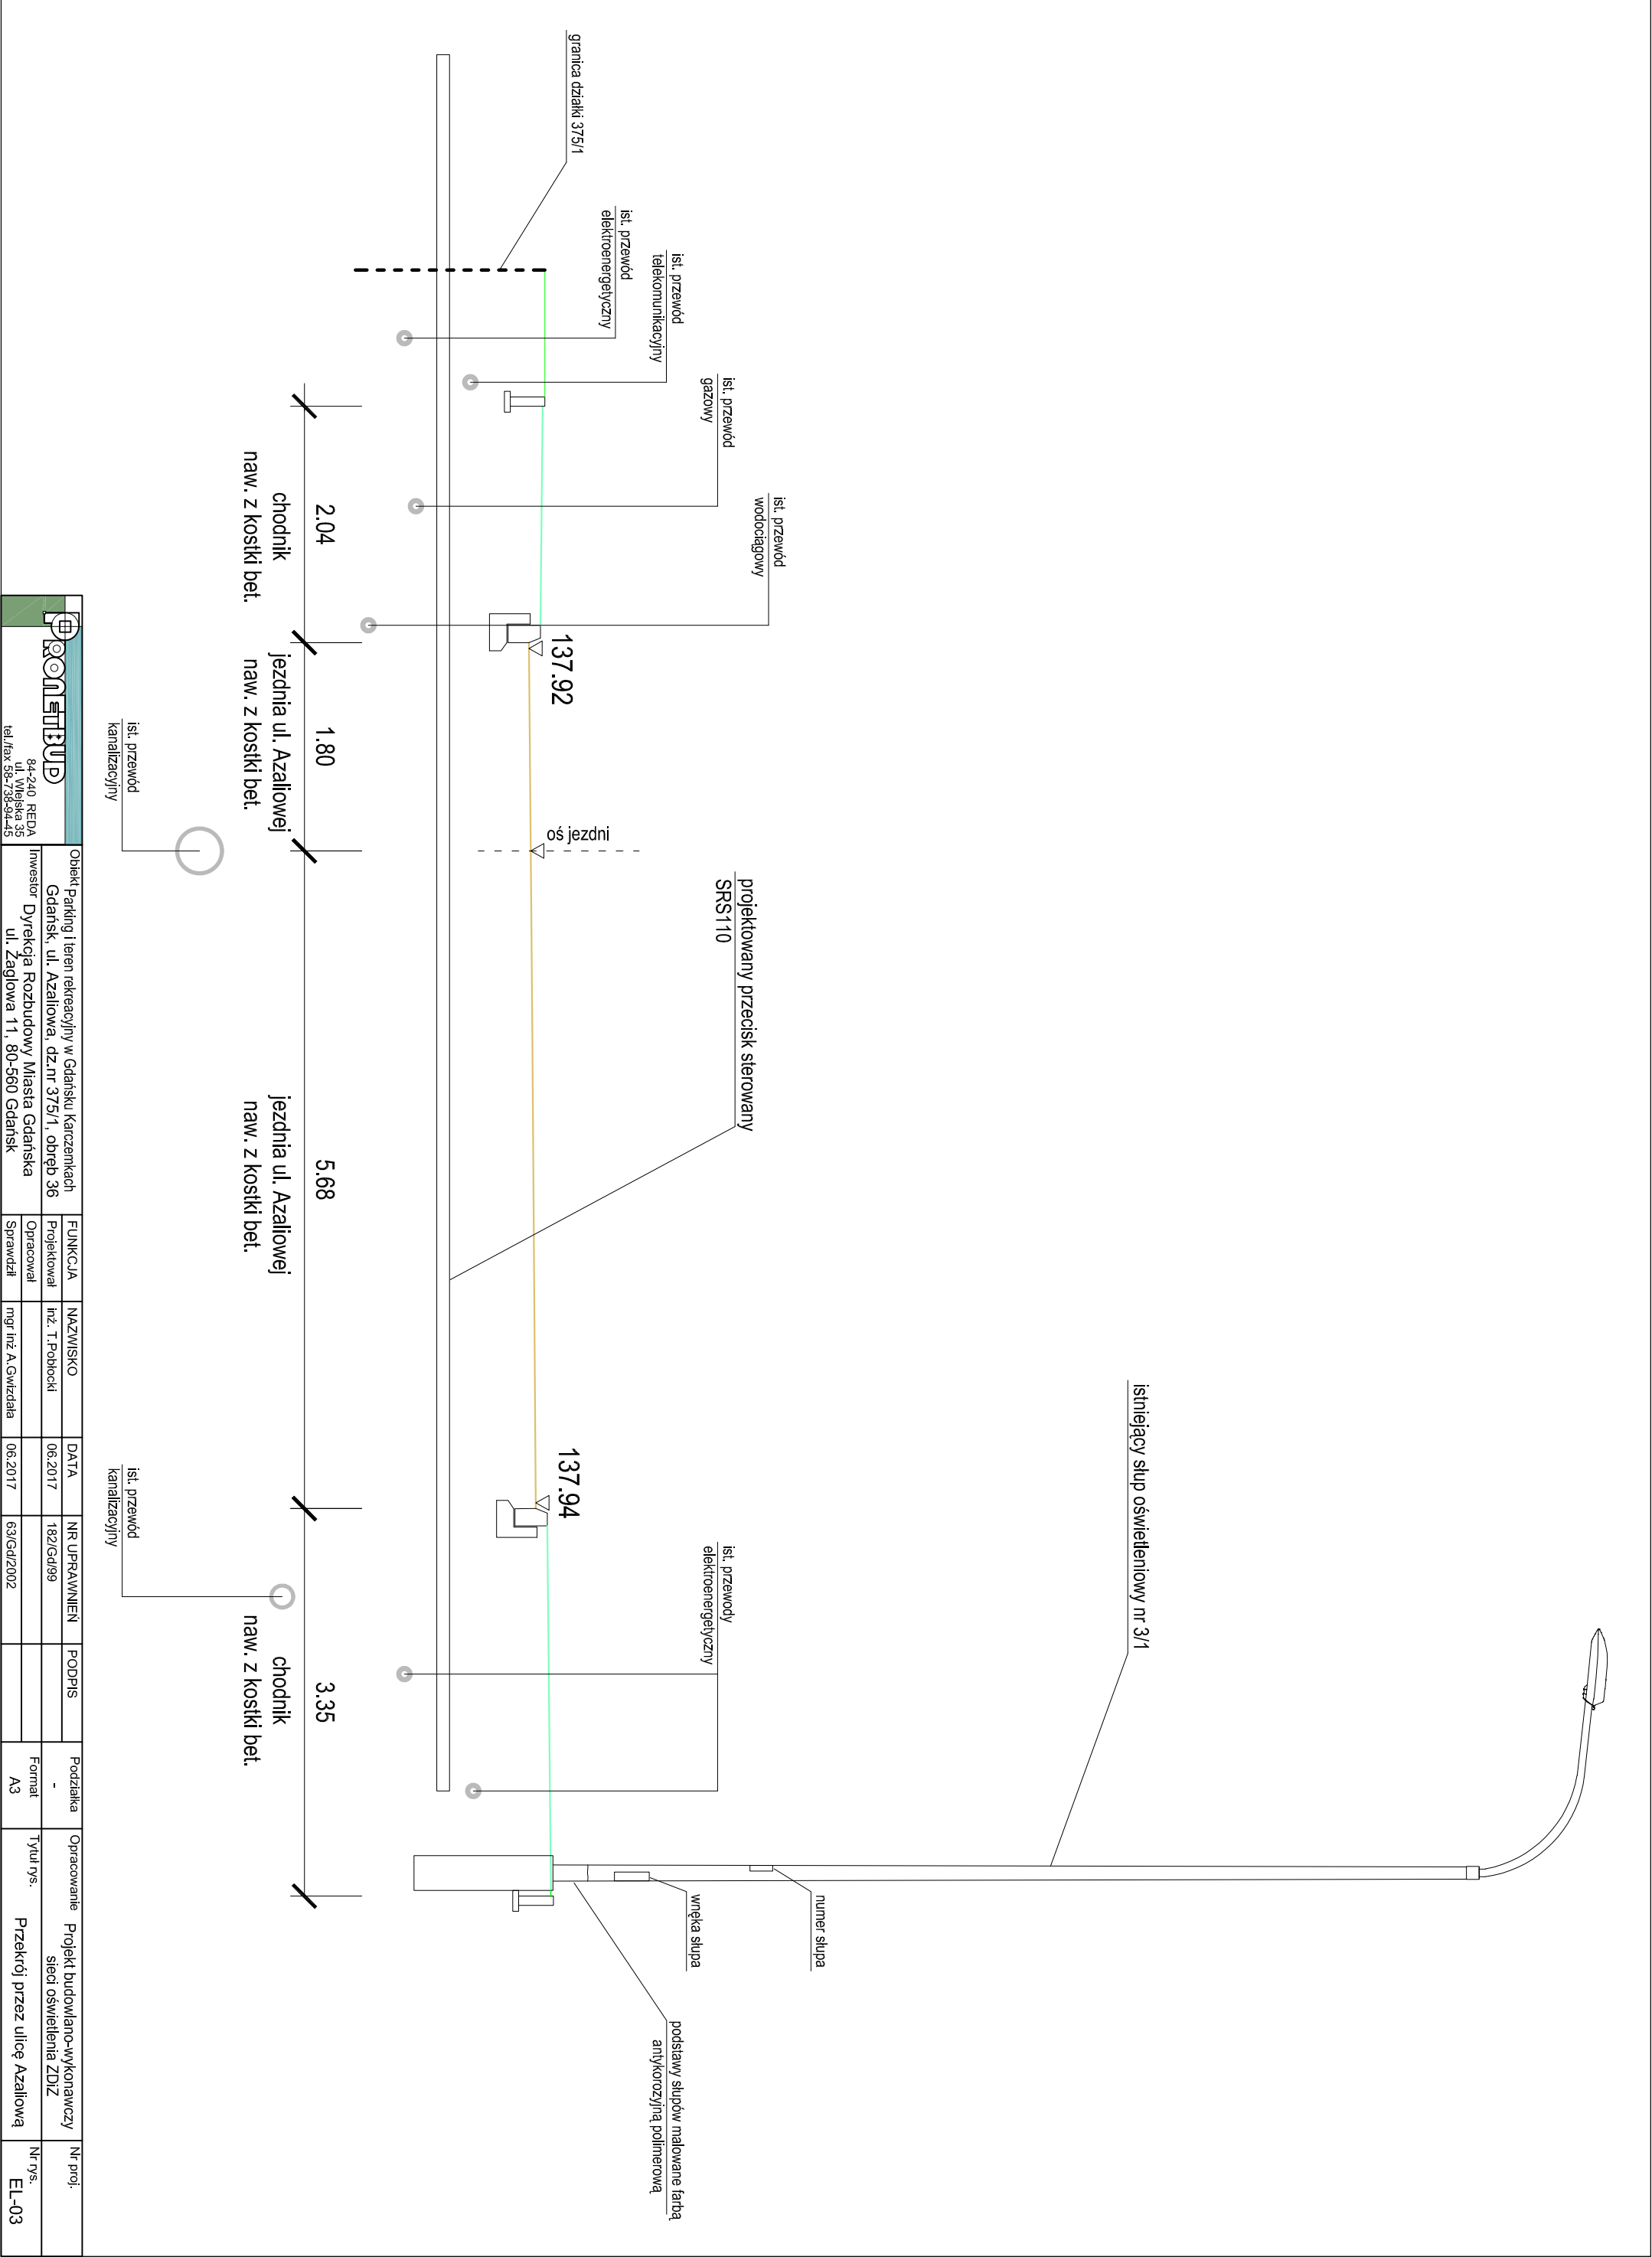 istniejący słup oświetleniowy nr 3/1
numer słupa
wnęka słupa
podstawy słupów malowane farbą
antykorozyjną polimerową
granica działki 375/1
ist. przewód
elektroenergetyczny
ist. przewód
telekomunikacyjny
ist. przewód
gazowy
ist. przewód
wodociągowy
projektowany przecisk sterowany
SRS110
ist. przewody
elektroenergetyczny
137.92
oś jezdni
137.94
2.04
chodnik
naw. z kostki bet.
1.80
jezdnia ul. Azaliowej
naw. z kostki bet.
5.68
jezdnia ul. Azaliowej
naw. z kostki bet.
3.35
chodnik
naw. z kostki bet.
ist. przewód
kanalizacyjny
ist. przewód
kanalizacyjny
PRONETBUD
84-240 REDA
ul. Wiejska 35
tel./fax 58-738-94-45
Obiekt Parking i teren rekreacyjny w Gdańsku Karczemkach
Gdańsk, ul. Azaliowa, dz.nr 375/1, obręb 36
Inwestor Dyrekcja Rozbudowy Miasta Gdańska
ul. Żaglowa 11, 80-560 Gdańsk
FUNKCJA NAZWISKO DATA NR UPRAWNIEŃ PODPIS
Projektował inż. T.Pobłocki 06.2017 182/Gd/99
Opracował
Sprawdził mgr inż A.Gwizdała 06.2017 63/Gd/2002
Podziałka
-
Format
A3
Opracowanie Projekt budowlano-wykonawczy
sieci oświetlenia ZDiZ
Tytuł rys.
Przekrój przez ulicę Azaliową
Nr proj.
Nr rys.
EL-03